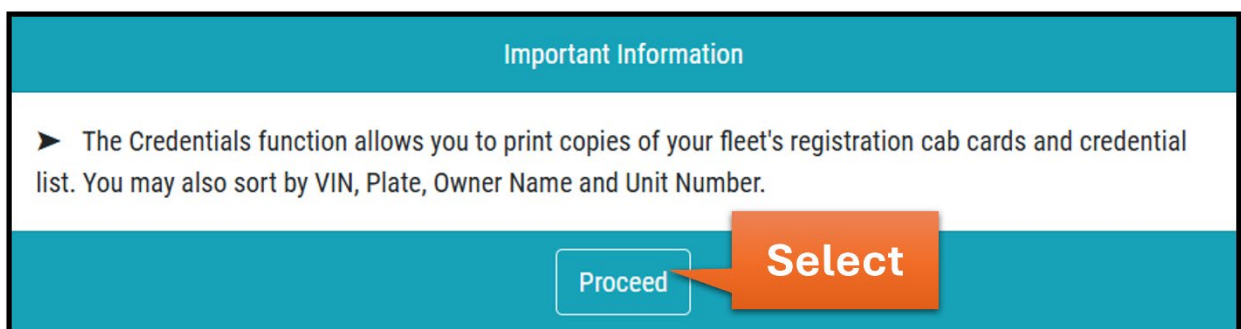 Important Information
➤ The Credentials function allows you to print copies of your fleet's registration cab cards and credential
list. You may also sort by VIN, Plate, Owner Name and Unit Number.
Proceed
Select